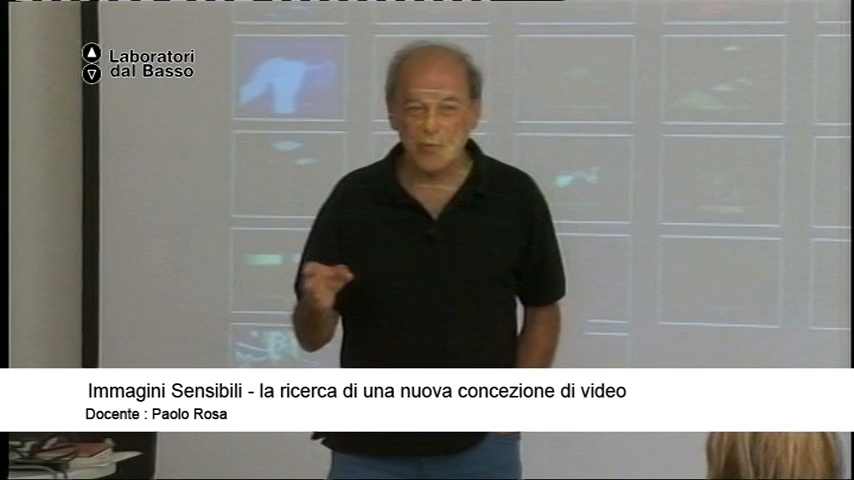 Laboratori
dal Basso
Immagini Sensibili - la ricerca di una nuova concezione di video
Docente : Paolo Rosa